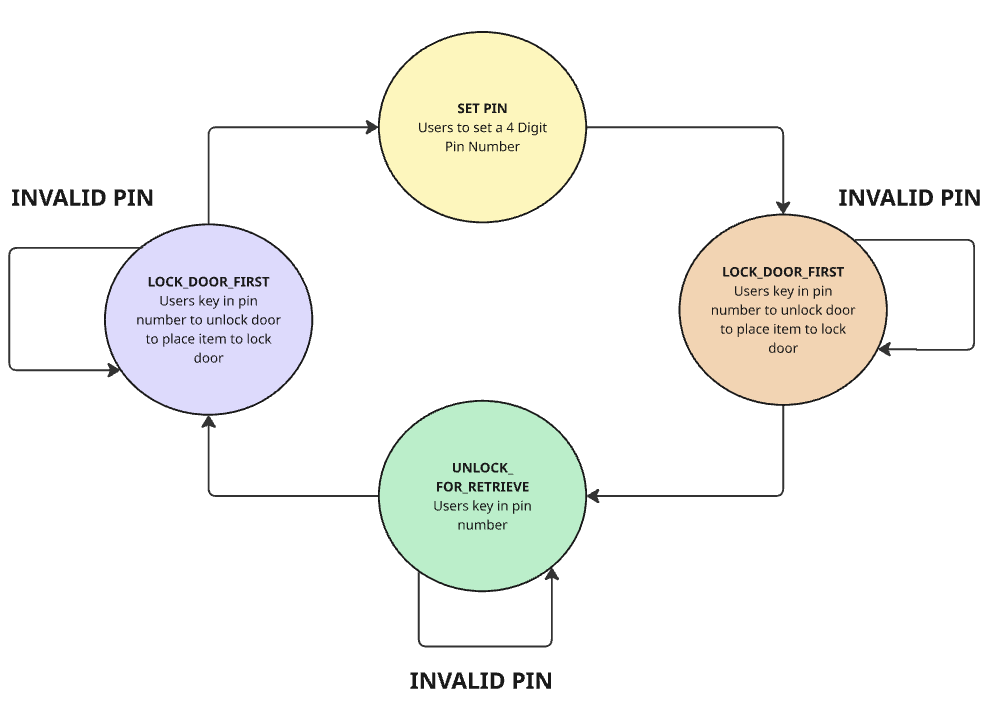 SET PIN
Users to set a 4 Digit
Pin Number
INVALID PIN
INVALID PIN
LOCK_DOOR_FIRST
Users key in pin
number to unlock door
to place item to lock
door
LOCK_DOOR_FIRST
Users key in pin
number to unlock door
to place item to lock
door
UNLOCK_
FOR_RETRIEVE
Users key in pin
number
INVALID PIN